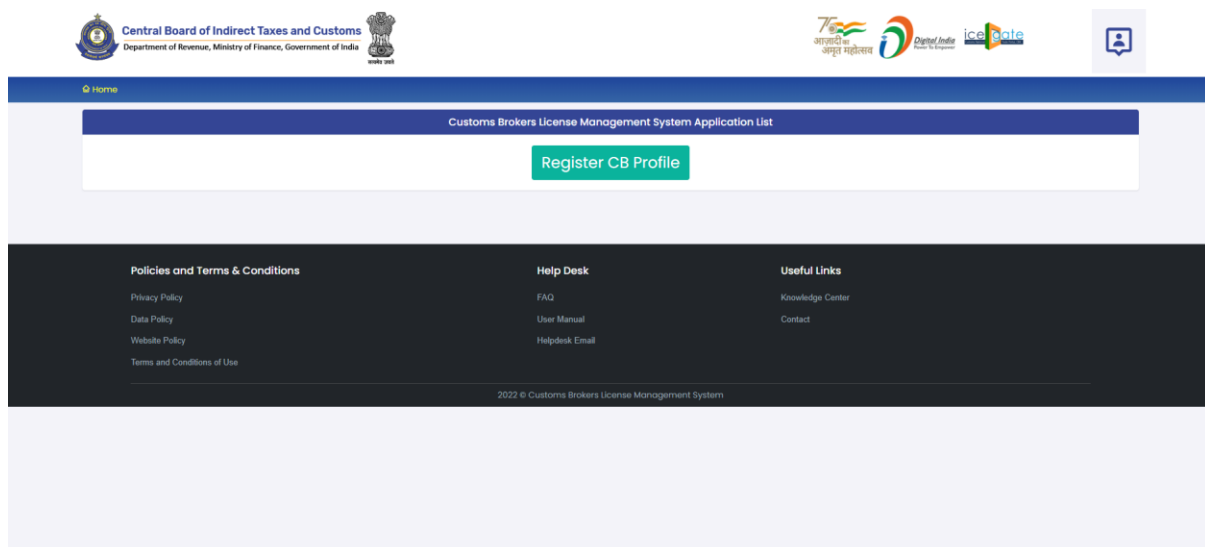 Central Board of Indirect Taxes and Customs
Department of Revenue, Ministry of Finance, Government of India
सत्यमेव जयते
आज़ादी का
अमृत महोत्सव
Digital India
Power To Empower
icegate
Home
Customs Brokers License Management System Application List
Register CB Profile
Policies and Terms & Conditions
Privacy Policy
Data Policy
Website Policy
Terms and Conditions of Use
Help Desk
FAQ
User Manual
Helpdesk Email
Useful Links
Knowledge Center
Contact
2022 © Customs Brokers License Management System